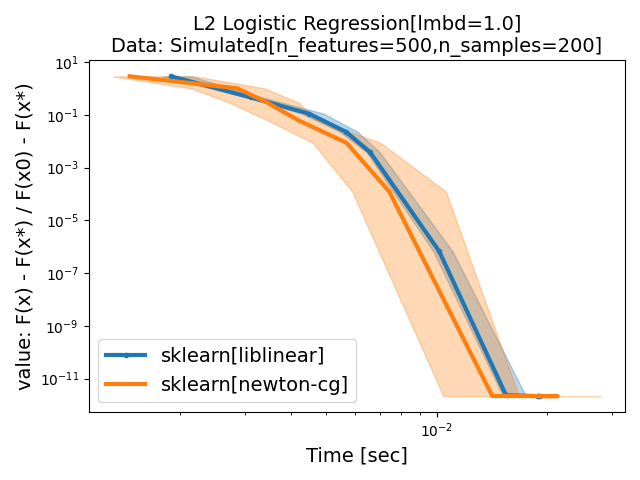 L2 Logistic Regression[lmbd=1.0]
Data: Simulated[n_features=500,n_samples=200]
value: F(x) - F(x*) / F(x0) - F(x*)
10¹
10⁻¹
10⁻³
10⁻⁵
10⁻⁷
10⁻⁹
10⁻¹¹
sklearn[liblinear]
sklearn[newton-cg]
10⁻²
Time [sec]